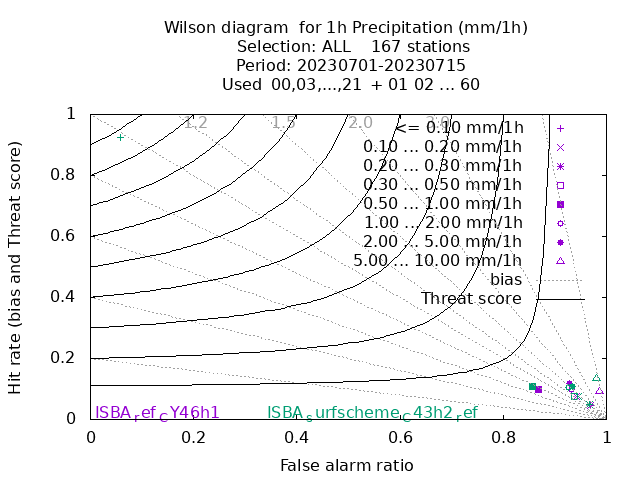 Wilson diagram for 1h Precipitation (mm/1h)
Selection: ALL 167 stations
Period: 20230701-20230715
Used 00,03,...,21 + 01 02 ... 60
1
0.8
0.6
0.4
0.2
0
Hit rate (bias and Threat score)
1.2 1.5 2.0 3.0
<= 0.10 mm/1h
0.10 ... 0.20 mm/1h
0.20 ... 0.30 mm/1h
0.30 ... 0.50 mm/1h
0.50 ... 1.00 mm/1h
1.00 ... 2.00 mm/1h
2.00 ... 5.00 mm/1h
5.00 ... 10.00 mm/1h
bias
Threat score
ISBA_ref_CY46h1 ISBA_surfscheme_C43h2_ref
0 0.2 0.4 0.6 0.8 1
False alarm ratio